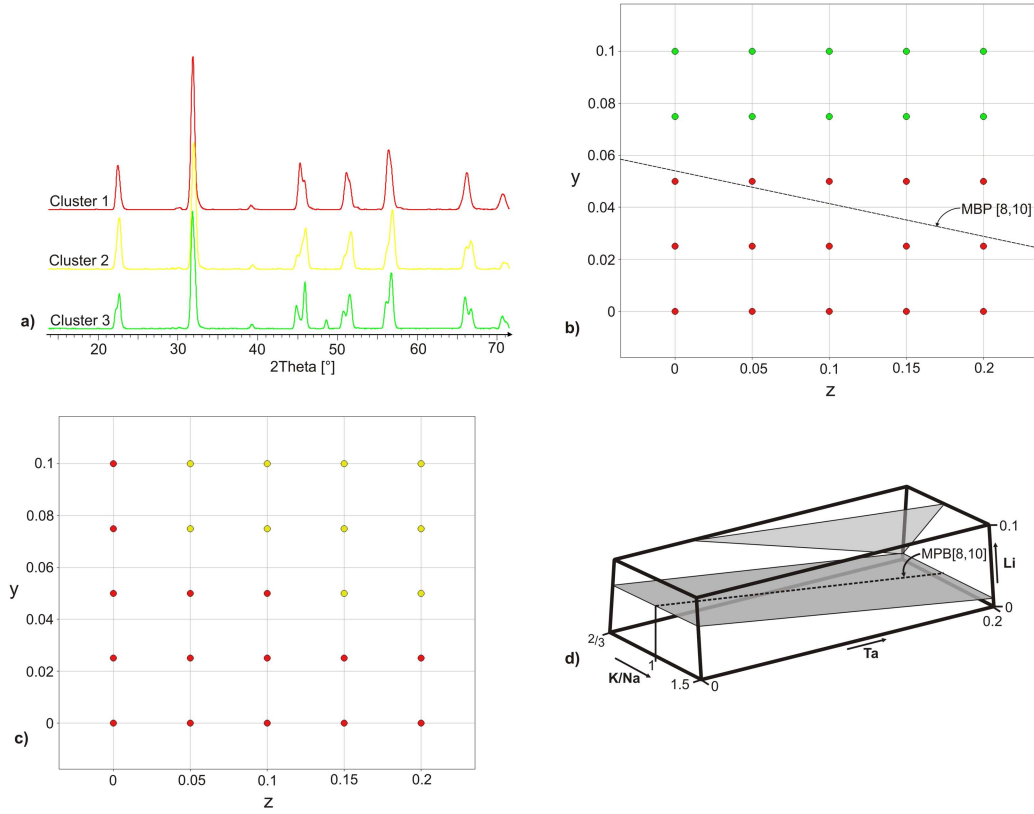 Cluster 1
Cluster 2
Cluster 3
a)
20 30 40 50 60 70
2Theta [°]
0.1
0.08
0.06
y
0.04
0.02
0
MBP [8,10]
b)
0 0.05 0.1 0.15 0.2
z
0.1
0.08
0.06
y
0.04
0.02
0
c)
0 0.05 0.1 0.15 0.2
z
0.1
MPB[8,10]
Li
0
0.2
2/3
1
Ta
d)
K/Na
1.5
0